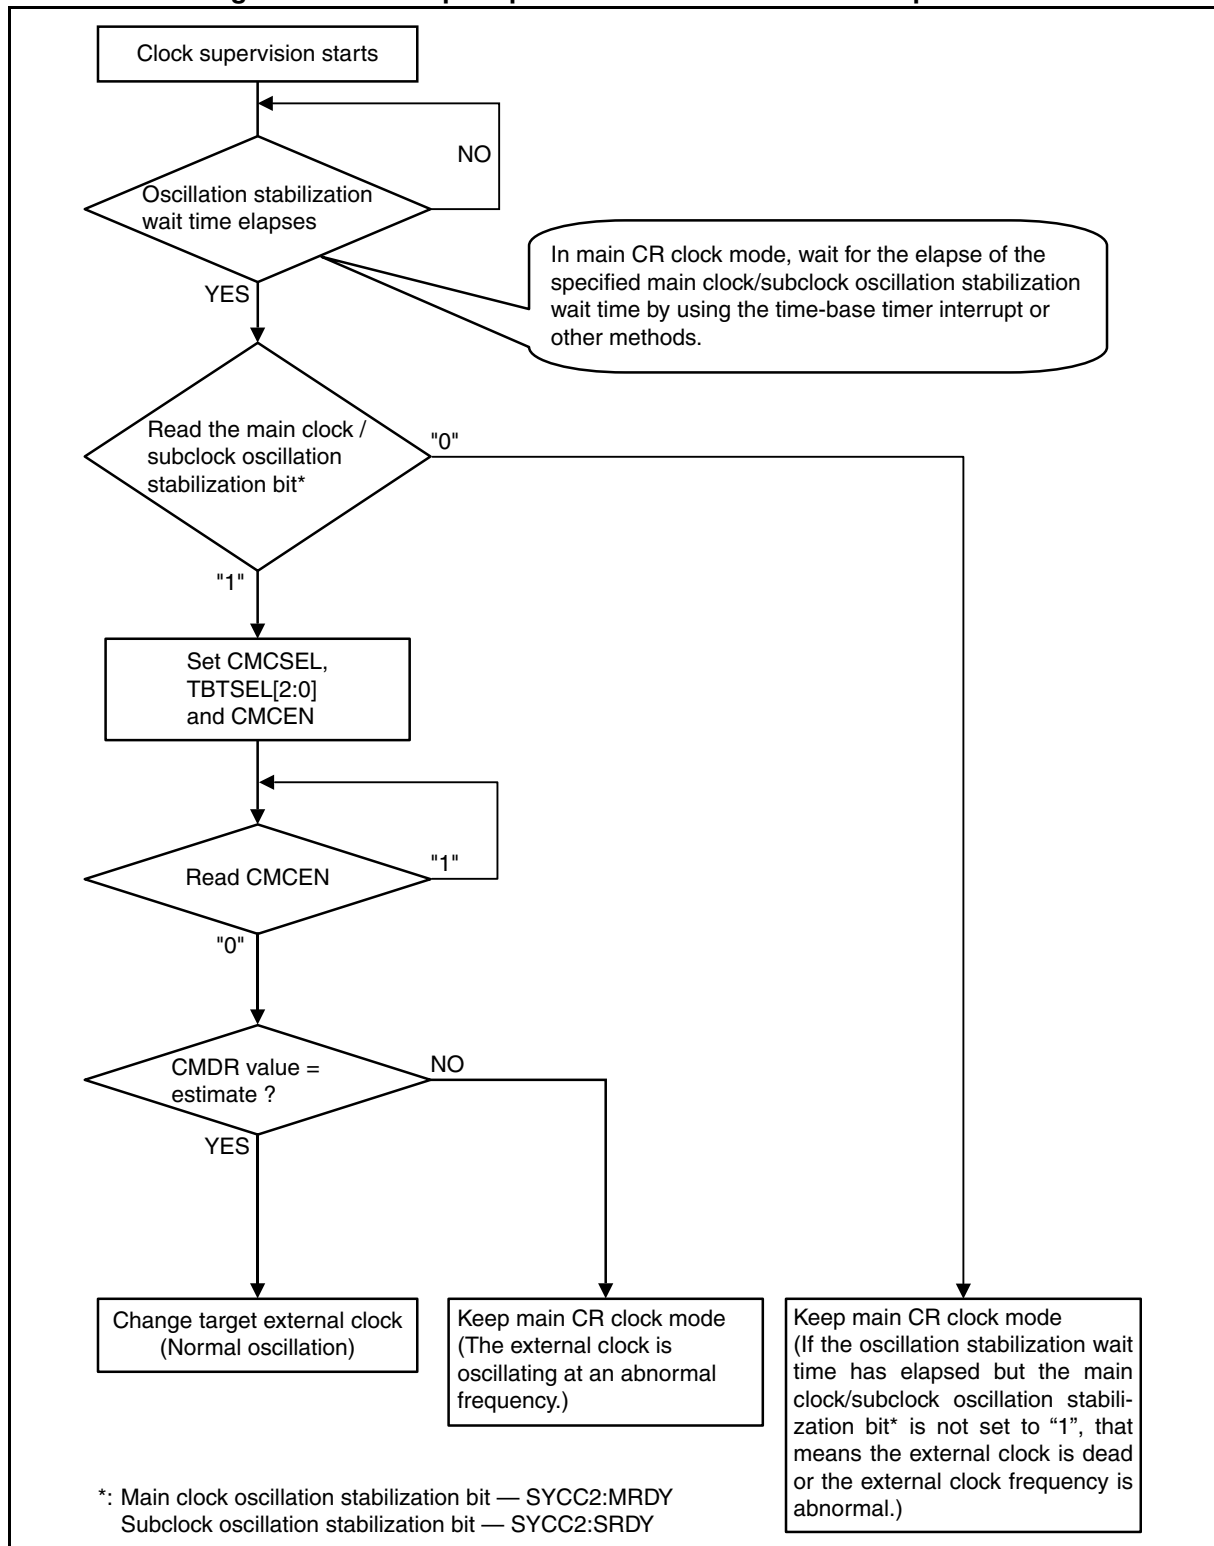 Clock supervision starts
NO
Oscillation stabilization
wait time elapses
In main CR clock mode, wait for the elapse of the
specified main clock/subclock oscillation stabilization
wait time by using the time-base timer interrupt or
other methods.
YES
Read the main clock /
subclock oscillation
stabilization bit*
"0"
"1"
Set CMCSEL,
TBTSEL[2:0]
and CMCEN
Read CMCEN
"1"
"0"
CMDR value =
estimate ?
NO
YES
Change target external clock
(Normal oscillation)
Keep main CR clock mode
(The external clock is
oscillating at an abnormal
frequency.)
Keep main CR clock mode
(If the oscillation stabilization wait
time has elapsed but the main
clock/subclock oscillation stabili-
zation bit* is not set to “1”, that
means the external clock is dead
or the external clock frequency is
abnormal.)
*: Main clock oscillation stabilization bit — SYCC2:MRDY
Subclock oscillation stabilization bit — SYCC2:SRDY